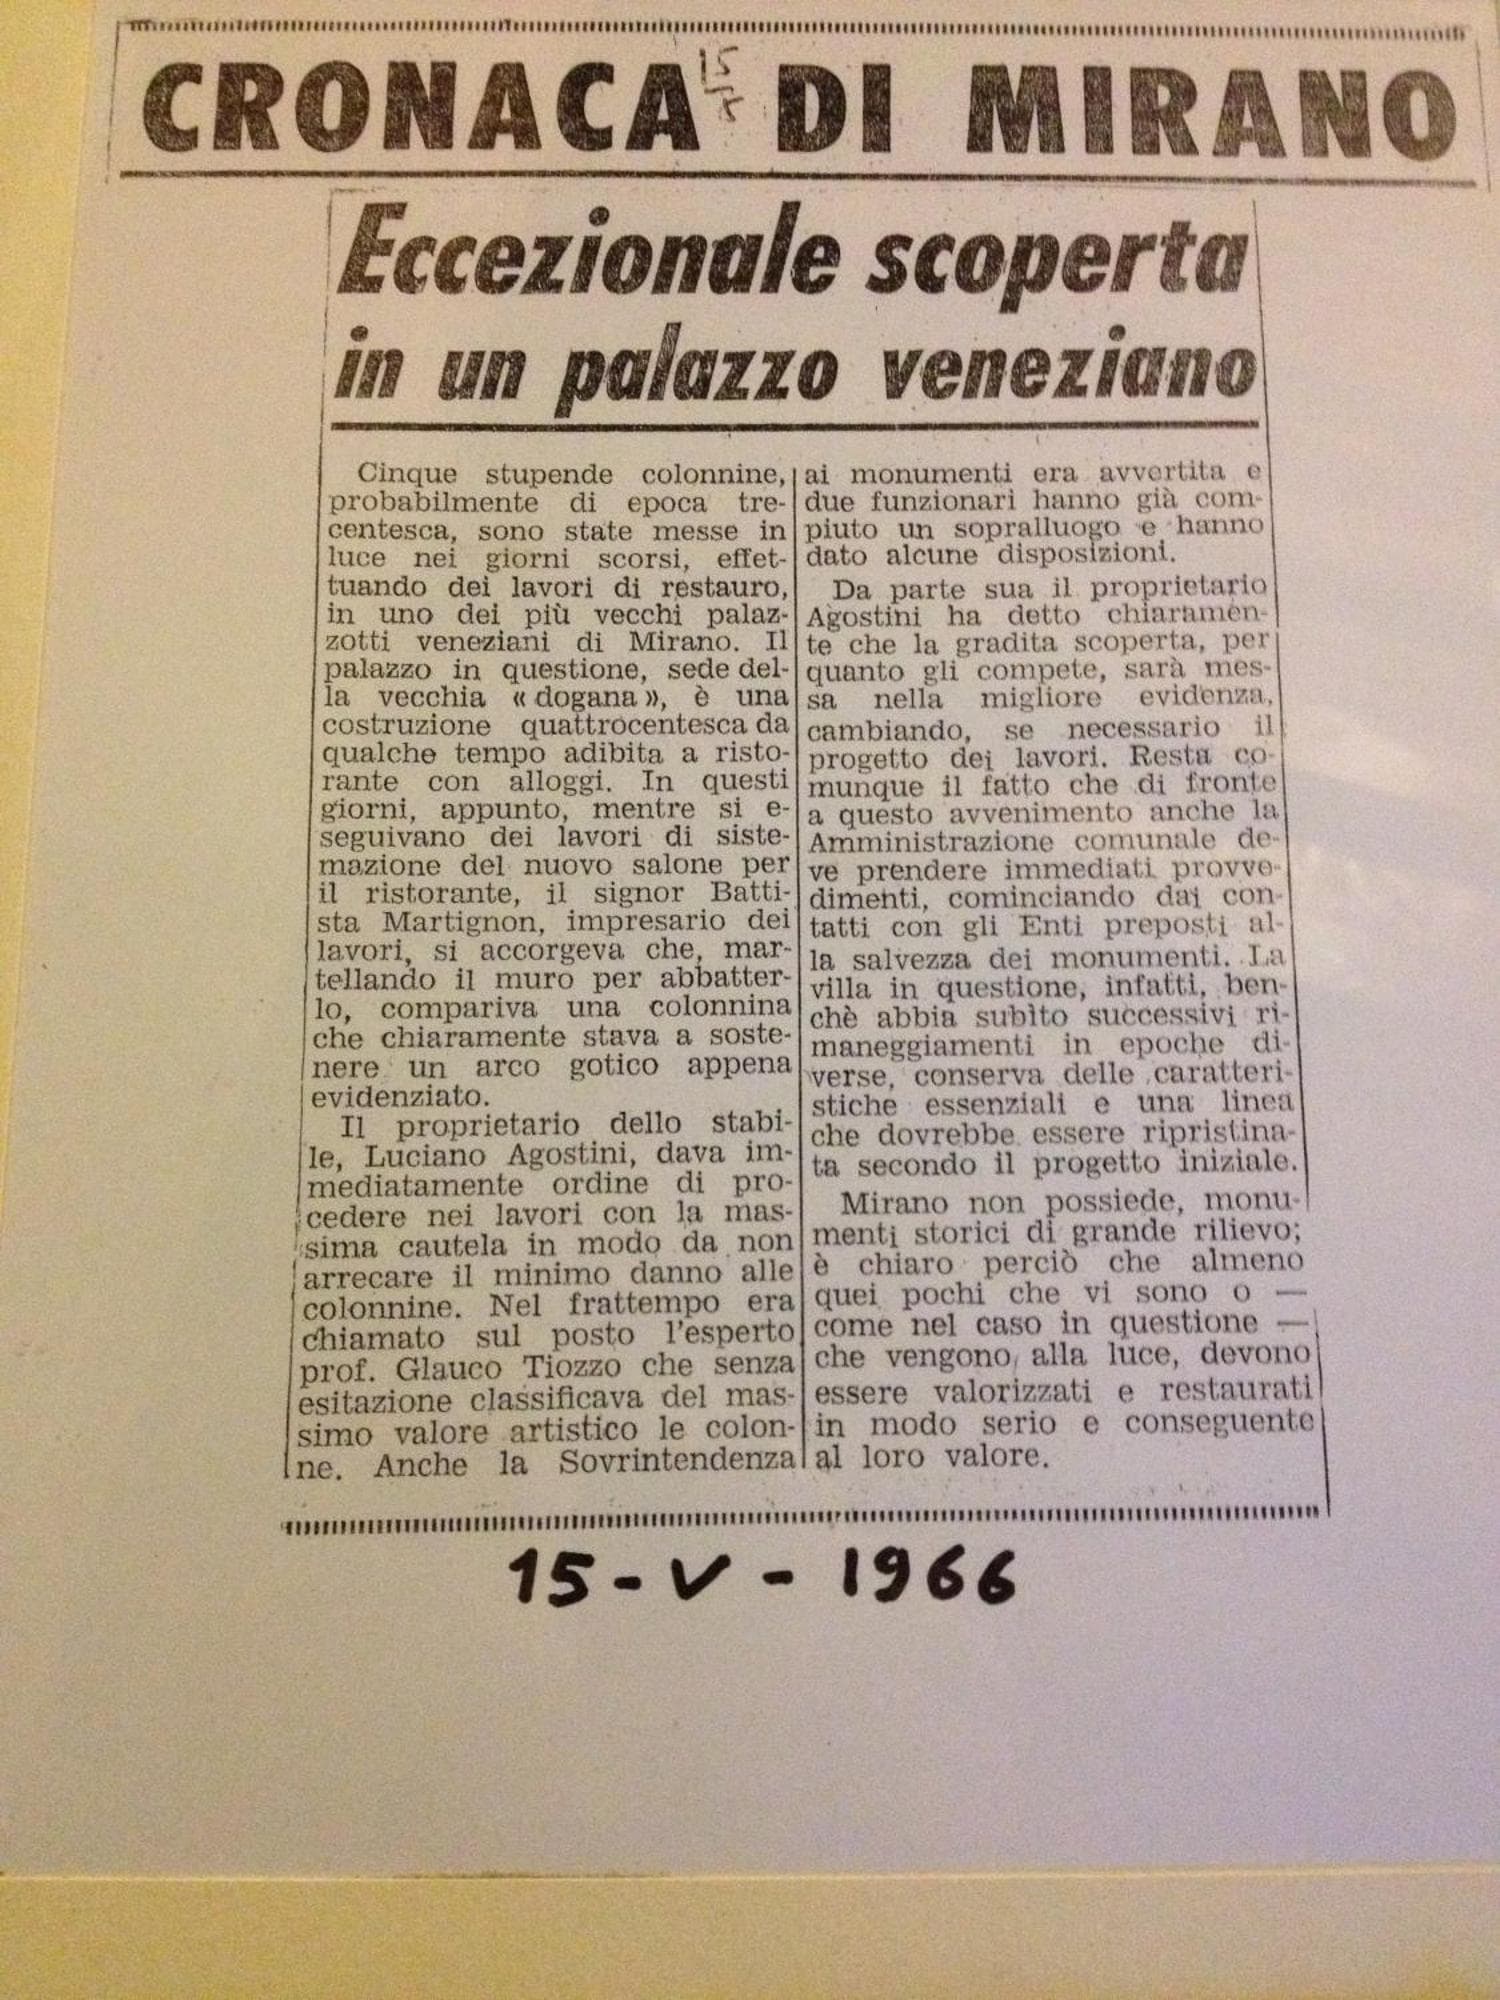 CRONACA DI MIRANO
15
Eccezionale scoperta
in un palazzo veneziano
Cinque stupende colonnine,
probabilmente di epoca tre-
centesca, sono state messe in
luce nei giorni scorsi, effet-
tuando dei lavori di restauro,
in uno dei più vecchi palaz-
zotti veneziani di Mirano. Il
palazzo in questione, sede del-
la vecchia « dogana », è una
costruzione quattrocentesca da
qualche tempo adibita a risto-
rante con alloggi. In questi
giorni, appunto, mentre si e-
seguivano dei lavori di siste-
mazione del nuovo salone per
il ristorante, il signor Batti-
sta Martignon, impresario dei
lavori, si accorgeva che, mar-
tellando il muro per abbatter-
lo, compariva una colonnina
che chiaramente stava a soste-
nere un arco gotico appena
evidenziato.
Il proprietario dello stabi-
le, Luciano Agostini, dava im-
mediatamente ordine di pro-
cedere nei lavori con la mas-
sima cautela in modo da non
arrecare il minimo danno alle
colonnine. Nel frattempo era
chiamato sul posto l'esperto
prof. Glauco Tiozzo che senza
esitazione classificava del mas-
simo valore artistico le colon-
ne. Anche la Sovrintendenza
ai monumenti era avvertita e
due funzionari hanno già com-
piuto un sopralluogo e hanno
dato alcune disposizioni.
Da parte sua il proprietario
Agostini ha detto chiaramen-
te che la gradita scoperta, per
quanto gli compete, sarà mes-
sa nella migliore evidenza,
cambiando, se necessario il
progetto dei lavori. Resta co-
munque il fatto che di fronte
a questo avvenimento anche la
Amministrazione comunale de-
ve prendere immediati provve-
dimenti, cominciando dai con-
tatti con gli Enti preposti al-
la salvezza dei monumenti. La
villa in questione, infatti, ben-
chè abbia subìto successivi ri-
maneggiamenti in epoche di-
verse, conserva delle caratteri-
stiche essenziali e una linea
che dovrebbe essere ripristina-
ta secondo il progetto iniziale.
Mirano non possiede, monu-
menti storici di grande rilievo;
è chiaro perciò che almeno
quei pochi che vi sono o —
come nel caso in questione —
che vengono alla luce, devono
essere valorizzati e restaurati
in modo serio e conseguente
al loro valore.
15-V-1966